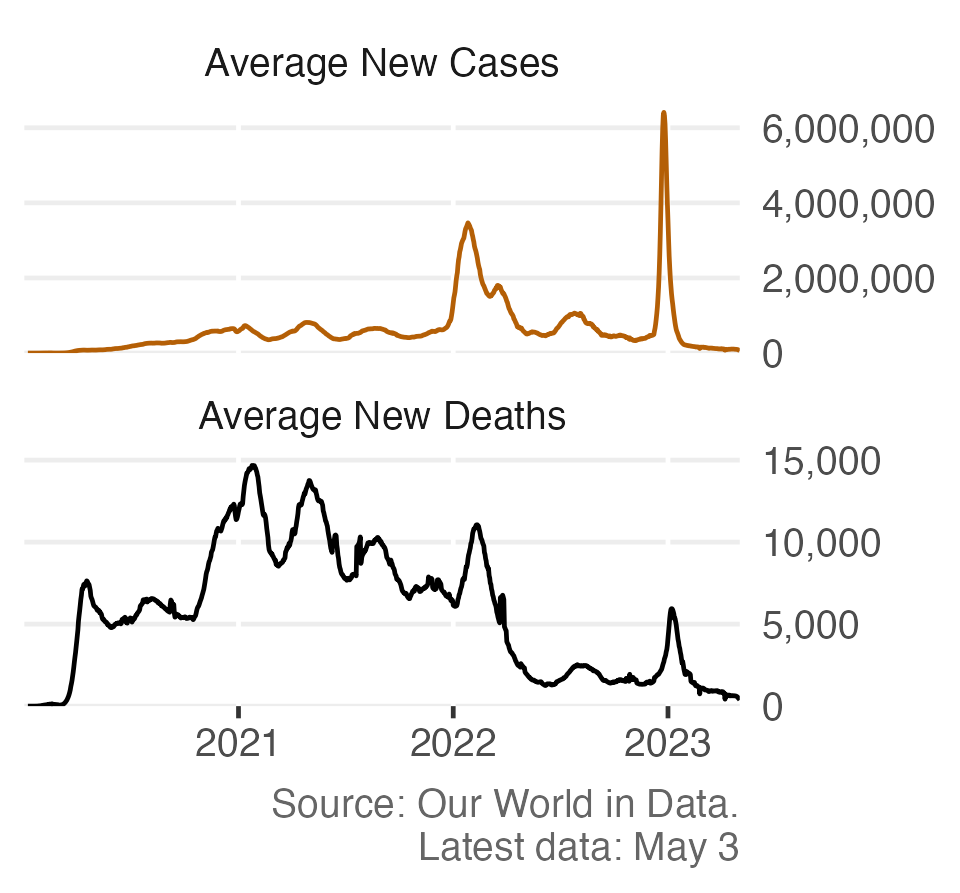 Average New Cases
6,000,000
4,000,000
2,000,000
0
Average New Deaths
15,000
10,000
5,000
0
2021 2022 2023
Source: Our World in Data.
Latest data: May 3